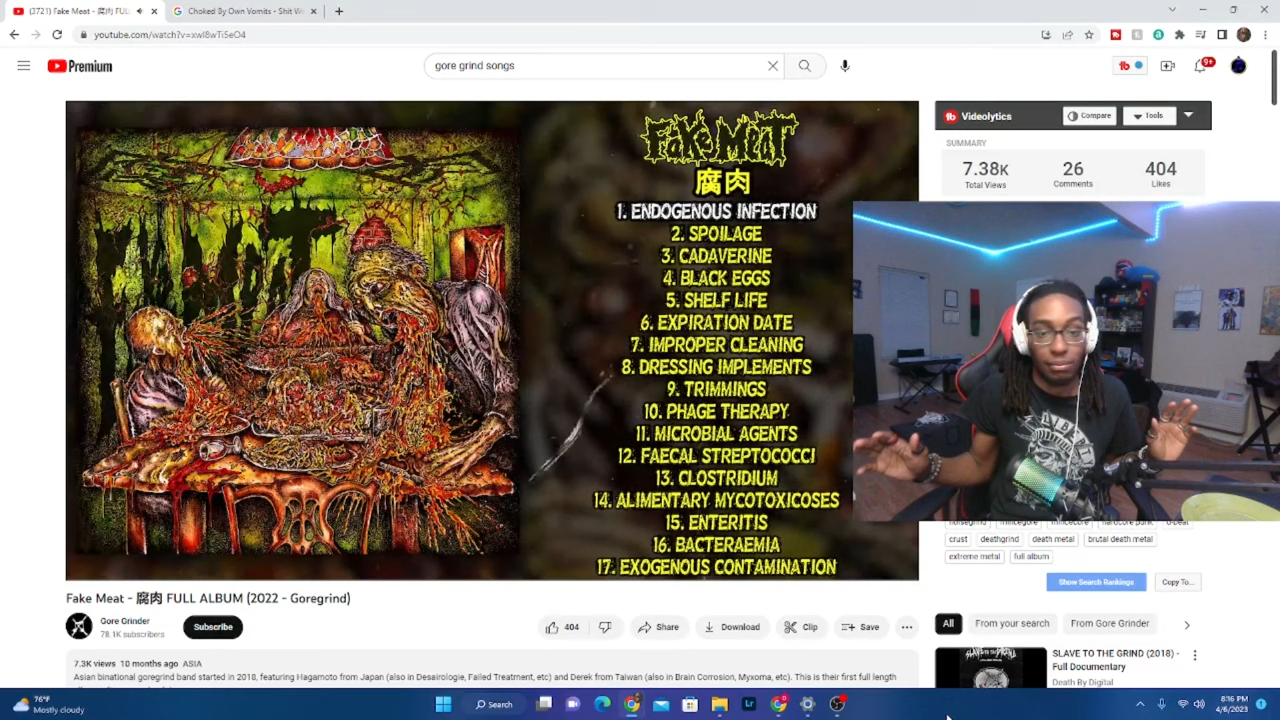 (3721) Fake Meat - 腐肉 FUL
Choked By Own Vomits - Shit W
youtube.com/watch?v=xwI8wTiSeO4
Premium
gore grind songs
9+
Videolytics
Compare
Tools
SUMMARY
7.38K
26
404
Total Views
Comments
Likes
FAKE MEAT
腐肉
1. ENDOGENOUS INFECTION
2. SPOILAGE
3. CADAVERINE
4. BLACK EGGS
5. SHELF LIFE
6. EXPIRATION DATE
7. IMPROPER CLEANING
8. DRESSING IMPLEMENTS
9. TRIMMINGS
10. PHAGE THERAPY
11. MICROBIAL AGENTS
12. FAECAL STREPTOCOCCI
13. CLOSTRIDIUM
14. ALIMENTARY MYCOTOXICOSES
15. ENTERITIS
16. BACTERAEMIA
17. EXOGENOUS CONTAMINATION
crust deathgrind death metal brutal death metal
extreme metal full album
Show Search Rankings
Copy To...
Fake Meat - 腐肉 FULL ALBUM (2022 - Goregrind)
Gore Grinder
78.1K subscribers
Subscribe
404
Share
Download
Clip
Save
All
From your search
From Gore Grinder
7.3K views 10 months ago ASIA
Asian binational goregrind band started in 2018, featuring Hagamoto from Japan (also in Desairologie, Failed Treatment, etc) and Derek from Taiwan (also in Brain Corrosion, Myxoma, etc). This is their first full length
SLAVE TO THE GRIND (2018) -
Full Documentary
Death By Digital
76°F
Mostly cloudy
Search
8:16 PM
4/6/2023